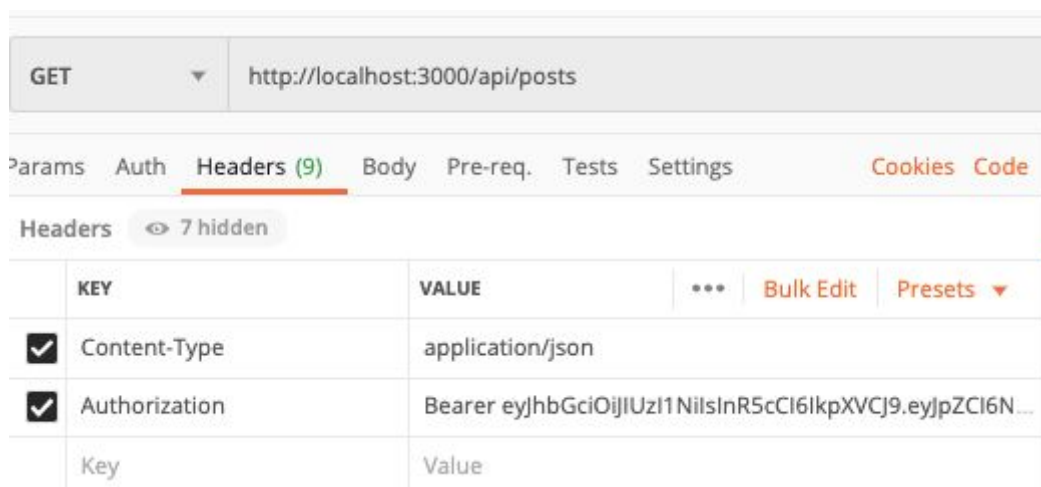 GET http://localhost:3000/api/posts
Params Auth Headers (9) Body Pre-req. Tests Settings Cookies Code
Headers 7 hidden
KEY VALUE ••• Bulk Edit Presets
Content-Type application/json
Authorization Bearer eyJhbGciOiJIUzI1NiIsInR5cCI6IkpXVCJ9.eyJpZCI6N...
Key Value